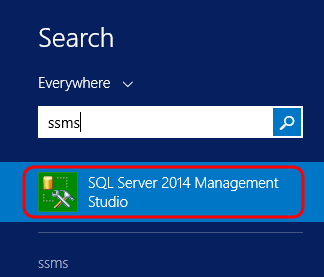 Search
Everywhere
ssms
SQL Server 2014 Management
Studio
ssms